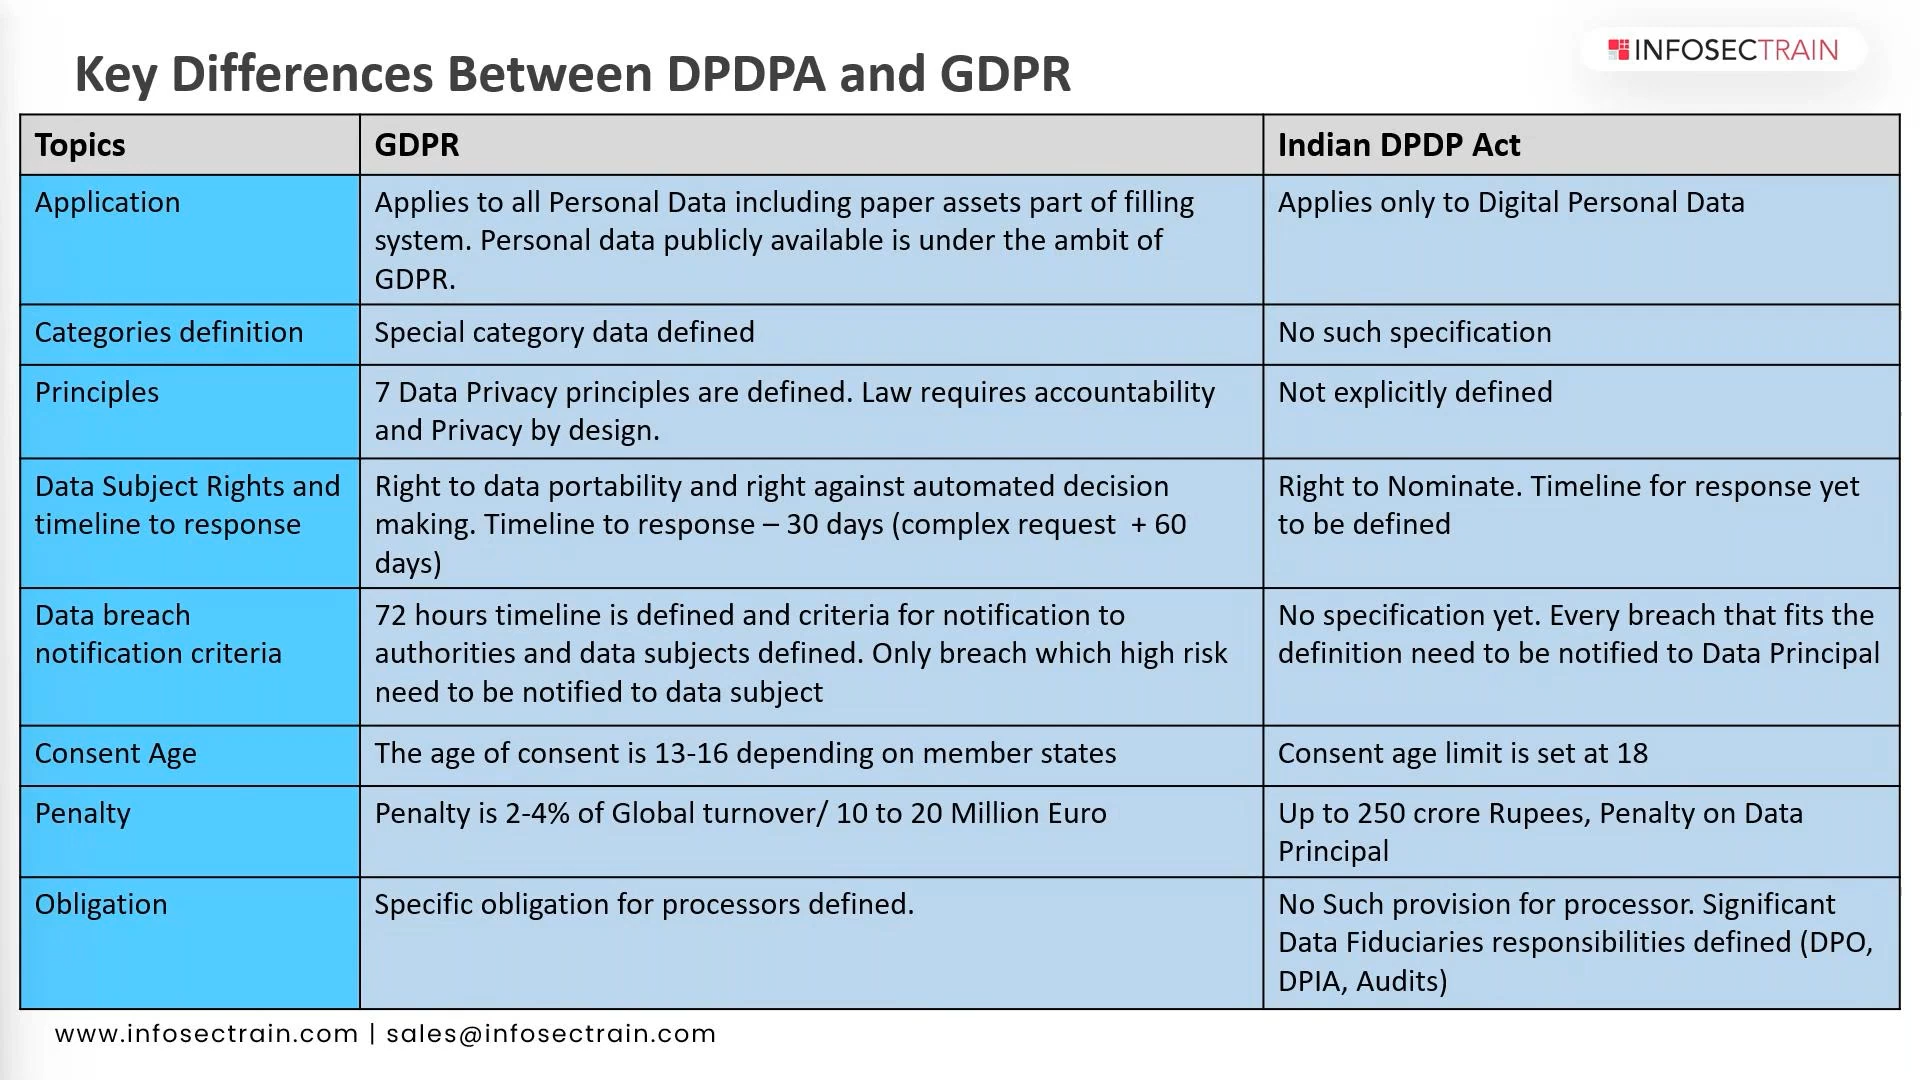 Key Differences Between DPDPA and GDPR
INFOSECTRAIN
Topics
GDPR
Indian DPDP Act
Application
Applies to all Personal Data including paper assets part of filling
system. Personal data publicly available is under the ambit of
GDPR.
Applies only to Digital Personal Data
Categories definition
Special category data defined
No such specification
Principles
7 Data Privacy principles are defined. Law requires accountability
and Privacy by design.
Not explicitly defined
Data Subject Rights and
timeline to response
Right to data portability and right against automated decision
making. Timeline to response – 30 days (complex request  + 60
days)
Right to Nominate. Timeline for response yet
to be defined
Data breach
notification criteria
72 hours timeline is defined and criteria for notification to
authorities and data subjects defined. Only breach which high risk
need to be notified to data subject
No specification yet. Every breach that fits the
definition need to be notified to Data Principal
Consent Age
The age of consent is 13-16 depending on member states
Consent age limit is set at 18
Penalty
Penalty is 2-4% of Global turnover/ 10 to 20 Million Euro
Up to 250 crore Rupees, Penalty on Data
Principal
Obligation
Specific obligation for processors defined.
No Such provision for processor. Significant
Data Fiduciaries responsibilities defined (DPO,
DPIA, Audits)
www.infosectrain.com | sales@infosectrain.com